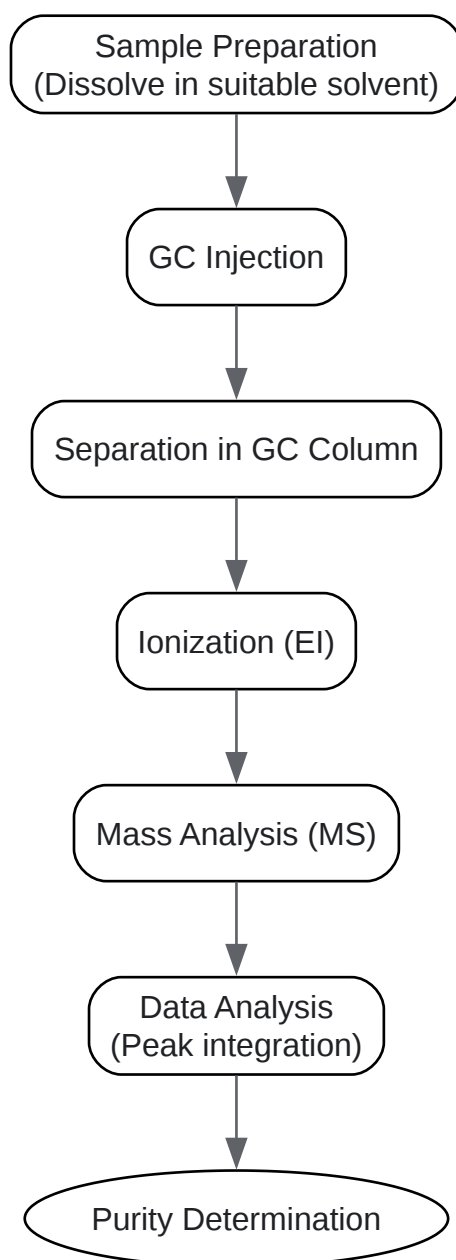 Sample Preparation
(Dissolve in suitable solvent)
GC Injection
Separation in GC Column
Ionization (EI)
Mass Analysis (MS)
Data Analysis
(Peak integration)
Purity Determination